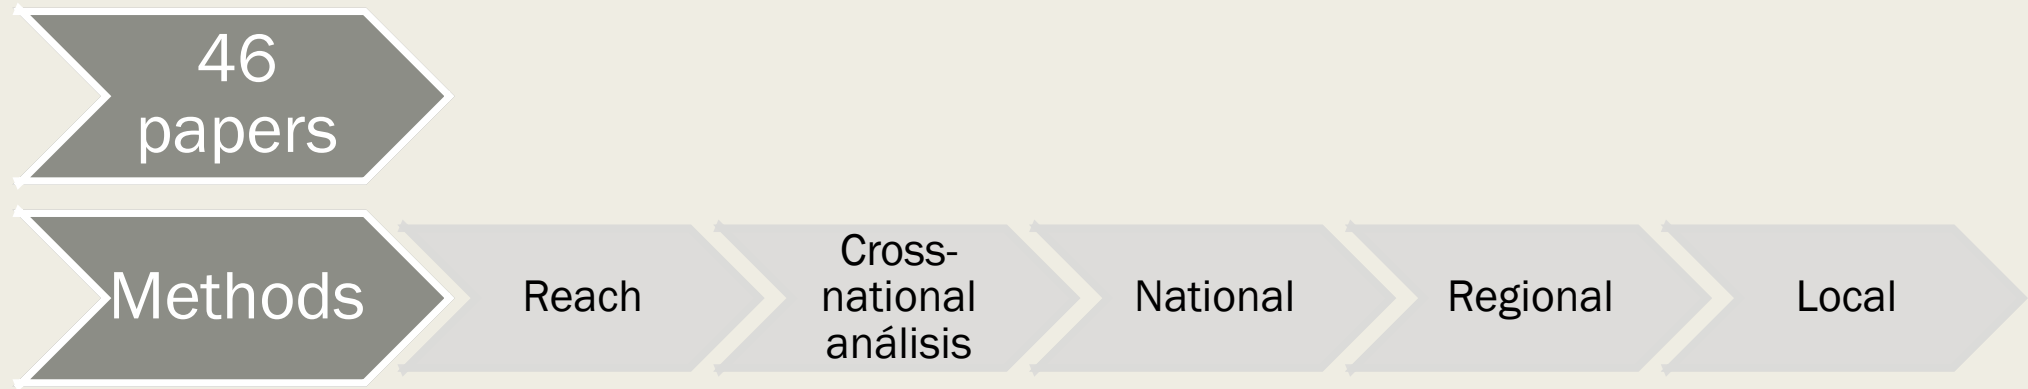 46
papers
Methods
Reach
Cross-
national
análisis
National
Regional
Local